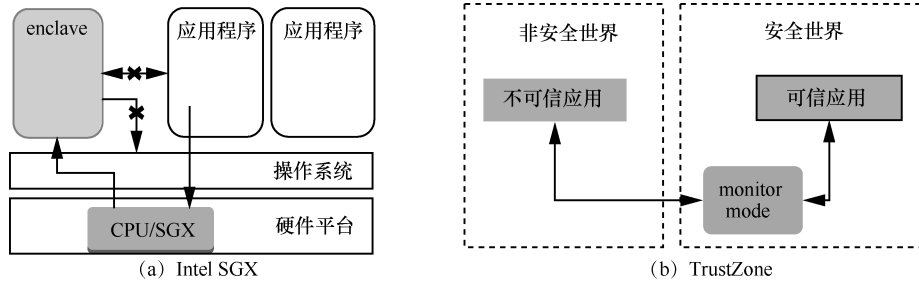 enclave
应用程序
应用程序
操作系统
CPU/SGX
硬件平台
（a）Intel SGX
非安全世界
安全世界
不可信应用
可信应用
monitor
mode
（b）TrustZone